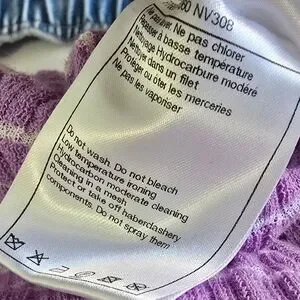 60 NV308
Ne pas laver. Ne pas chlorer
Repasser à basse température
Nettoyage Hydrocarbure modéré
Nettoyer dans un filet
Protéger ou ôter les merceries
Ne pas les vaporiser
Do not wash. Do not bleach
Low temperature ironing
Hydrocarbon moderate cleaning
Cleaning in a mesh
Protect or take off haberdashery
components. Do not spray them